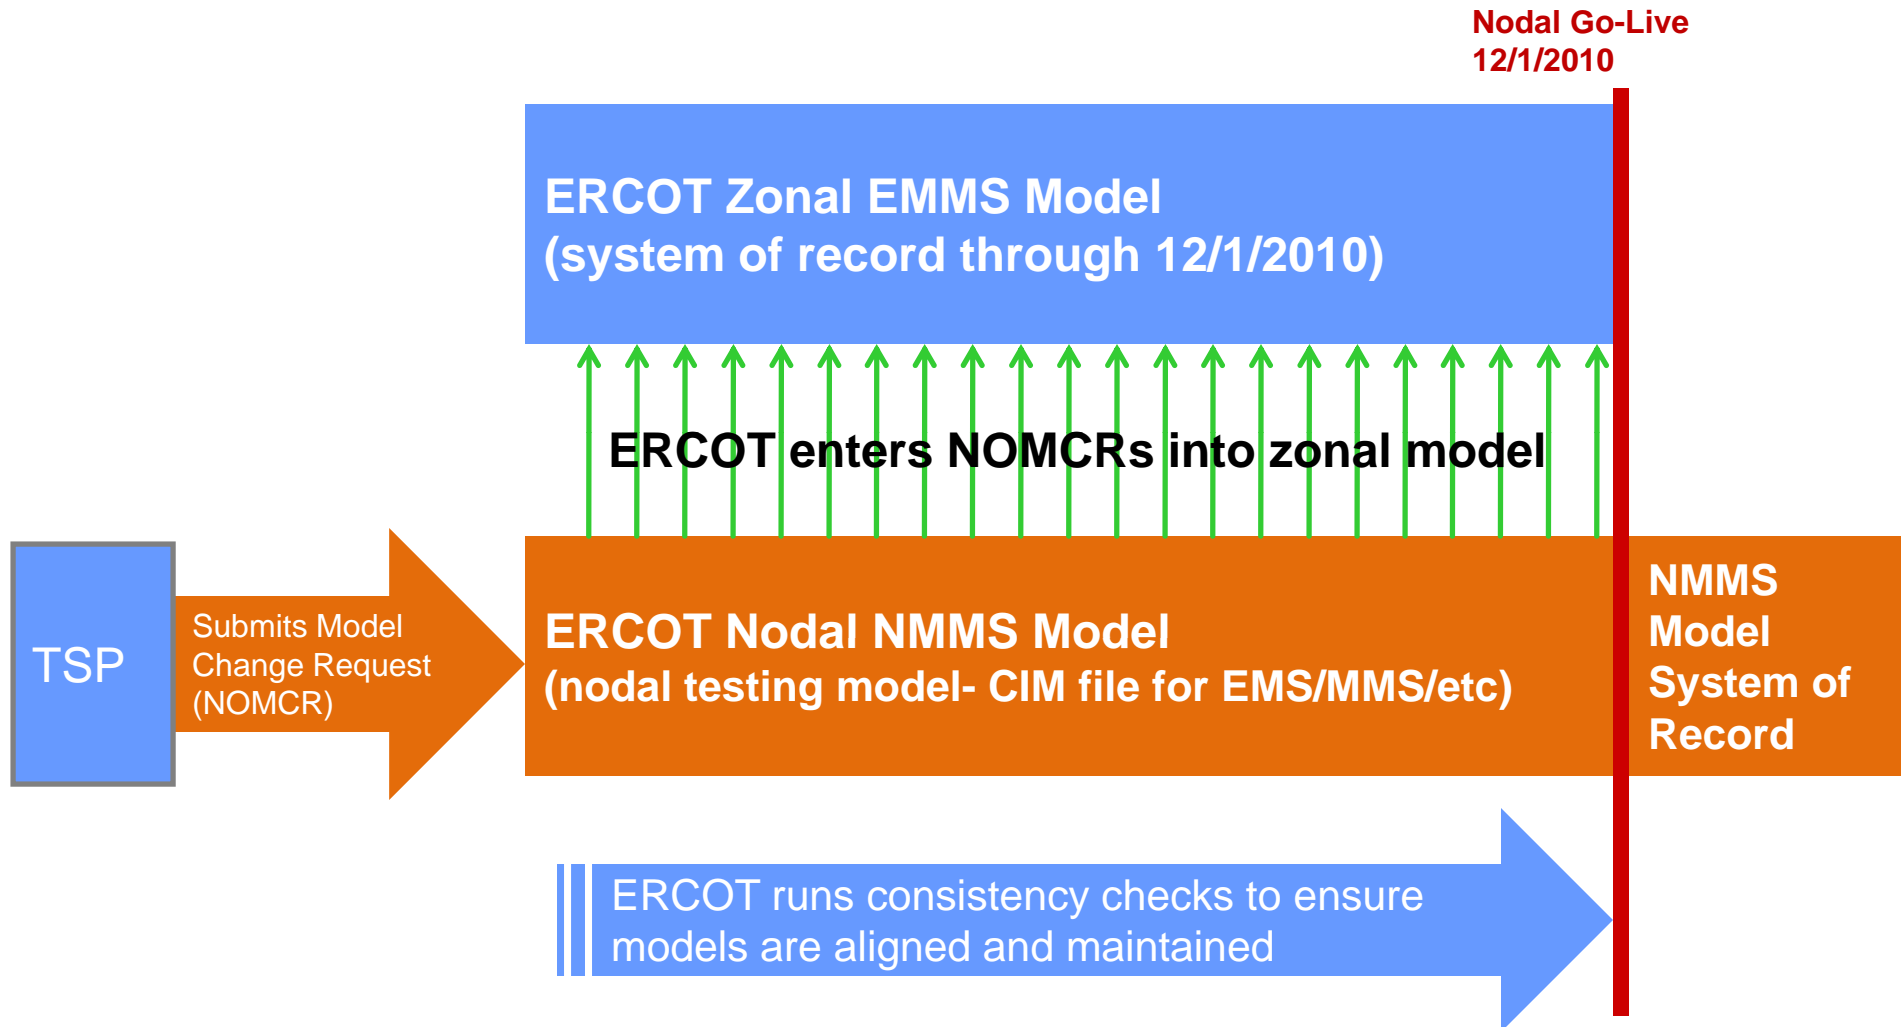 Nodal Go-Live
12/1/2010
ERCOT Zonal EMMS Model
(system of record through 12/1/2010)
ERCOT enters NOMCRs into zonal model
TSP
Submits Model
Change Request
(NOMCR)
ERCOT Nodal NMMS Model
(nodal testing model- CIM file for EMS/MMS/etc)
NMMS
Model
System of
Record
ERCOT runs consistency checks to ensure
models are aligned and maintained